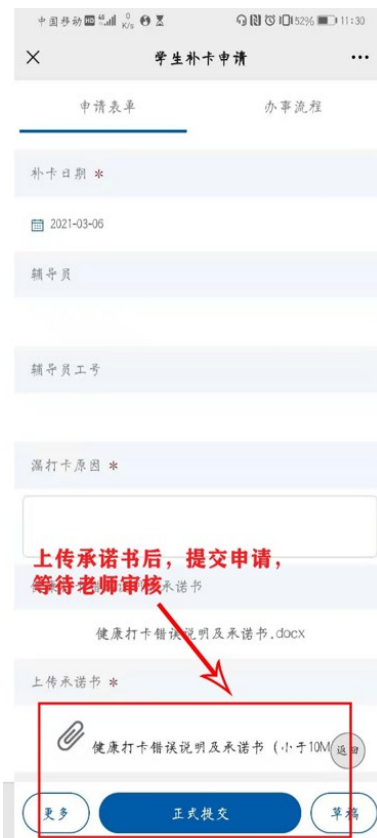 中国移动 HD 4G 0 K/s 52% 11:30
学生补卡申请
申请表单 办事流程
补卡日期 *
2021-03-06
辅导员
辅导员工号
漏打卡原因 *
上传承诺书后，提交申请，
等待老师审核
承诺书
健康打卡错误说明及承诺书.docx
上传承诺书 *
健康打卡错误说明及承诺书（小于10M
返回
更多 正式提交 草稿